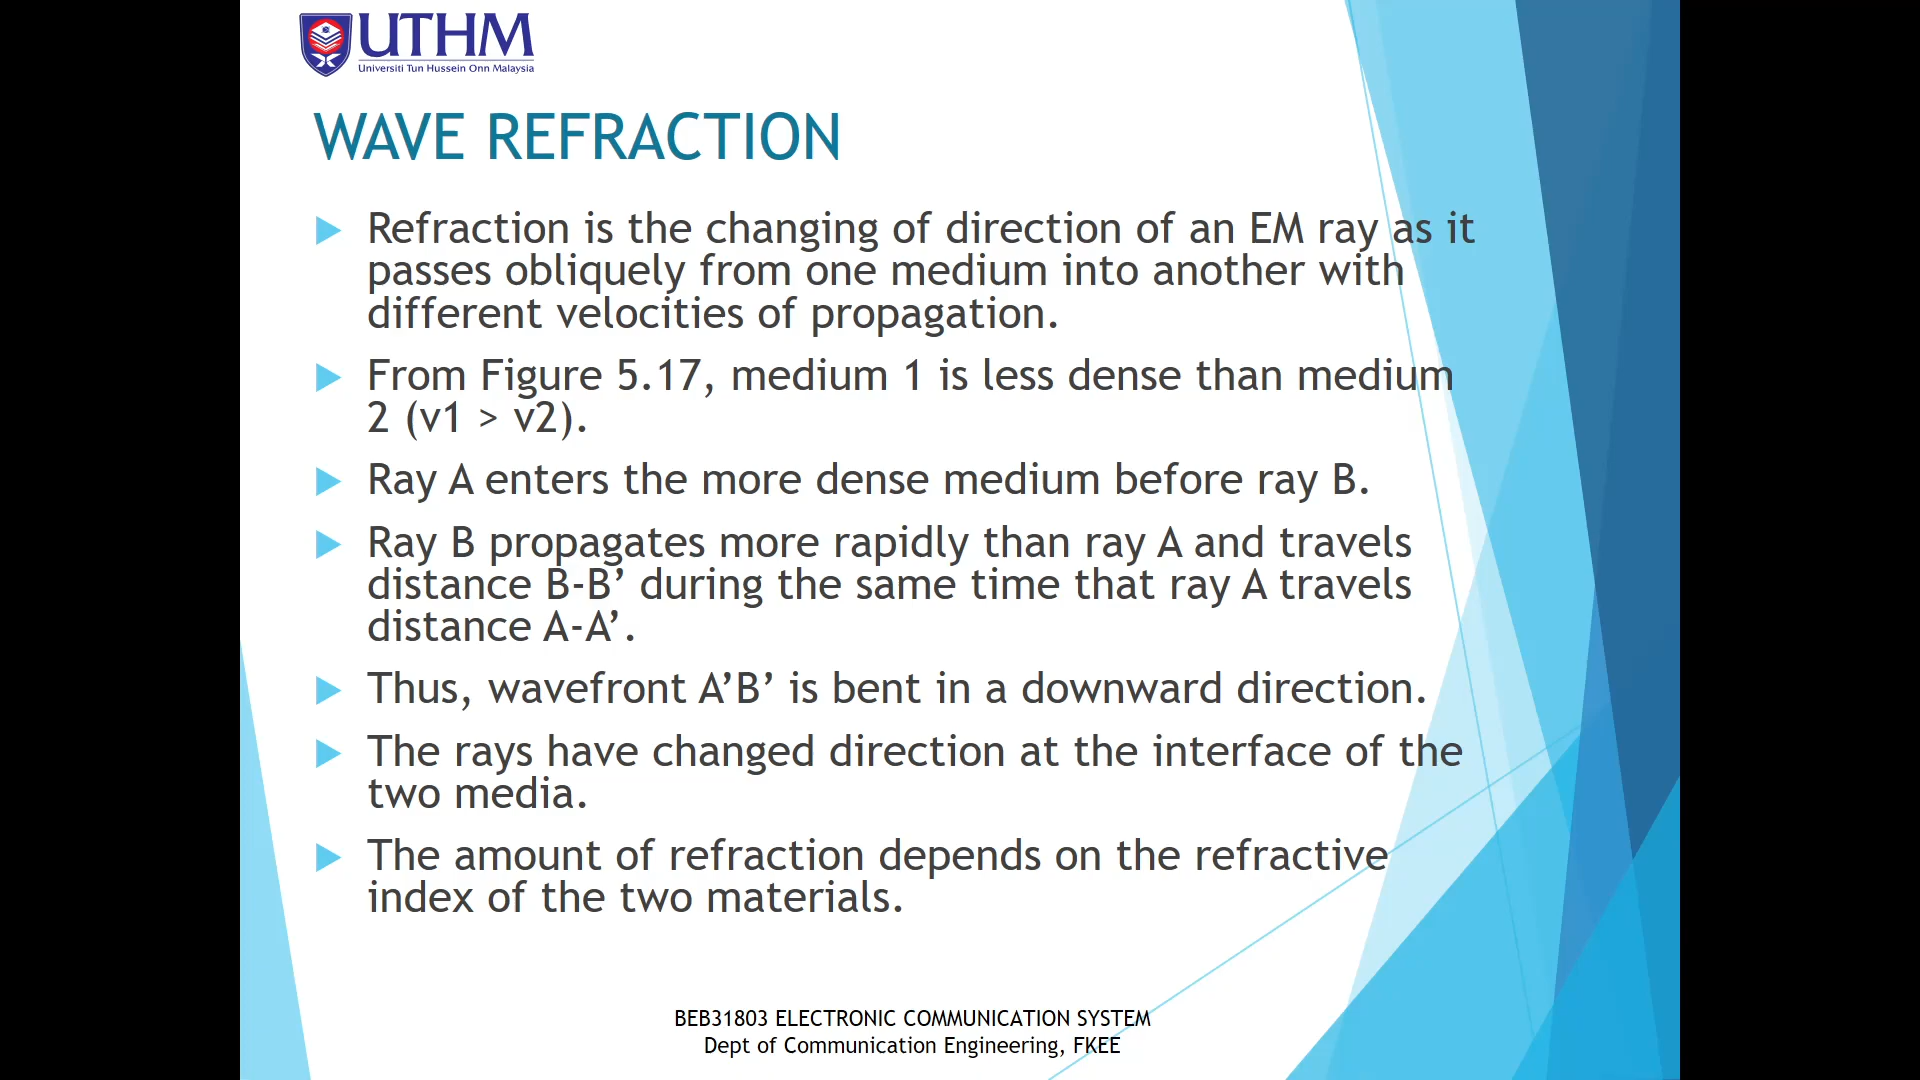 UTHM
Universiti Tun Hussein Onn Malaysia
WAVE REFRACTION
Refraction is the changing of direction of an EM ray as it
passes obliquely from one medium into another with
different velocities of propagation.
From Figure 5.17, medium 1 is less dense than medium
2 (v1 > v2).
Ray A enters the more dense medium before ray B.
Ray B propagates more rapidly than ray A and travels
distance B-B’ during the same time that ray A travels
distance A-A’.
Thus, wavefront A’B’ is bent in a downward direction.
The rays have changed direction at the interface of the
two media.
The amount of refraction depends on the refractive
index of the two materials.
BEB31803 ELECTRONIC COMMUNICATION SYSTEM
Dept of Communication Engineering, FKEE